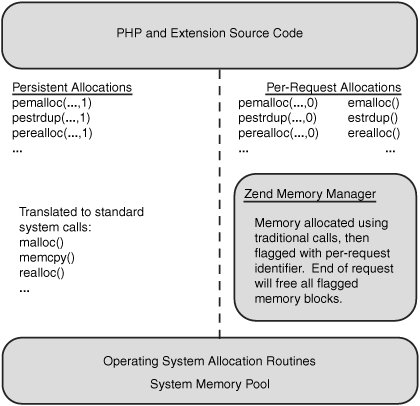 PHP and Extension Source Code
Persistent Allocations
pemalloc(...,1)
pestrdup(...,1)
perealloc(...,1)
...
Per-Request Allocations
pemalloc(...,0) emalloc()
pestrdup(...,0) estrdup()
perealloc(...,0) erealloc()
... ...
Translated to standard
system calls:
malloc()
memcpy()
realloc()
...
Zend Memory Manager
Memory allocated using
traditional calls, then
flagged with per-request
identifier. End of request
will free all flagged
memory blocks.
Operating System Allocation Routines
System Memory Pool